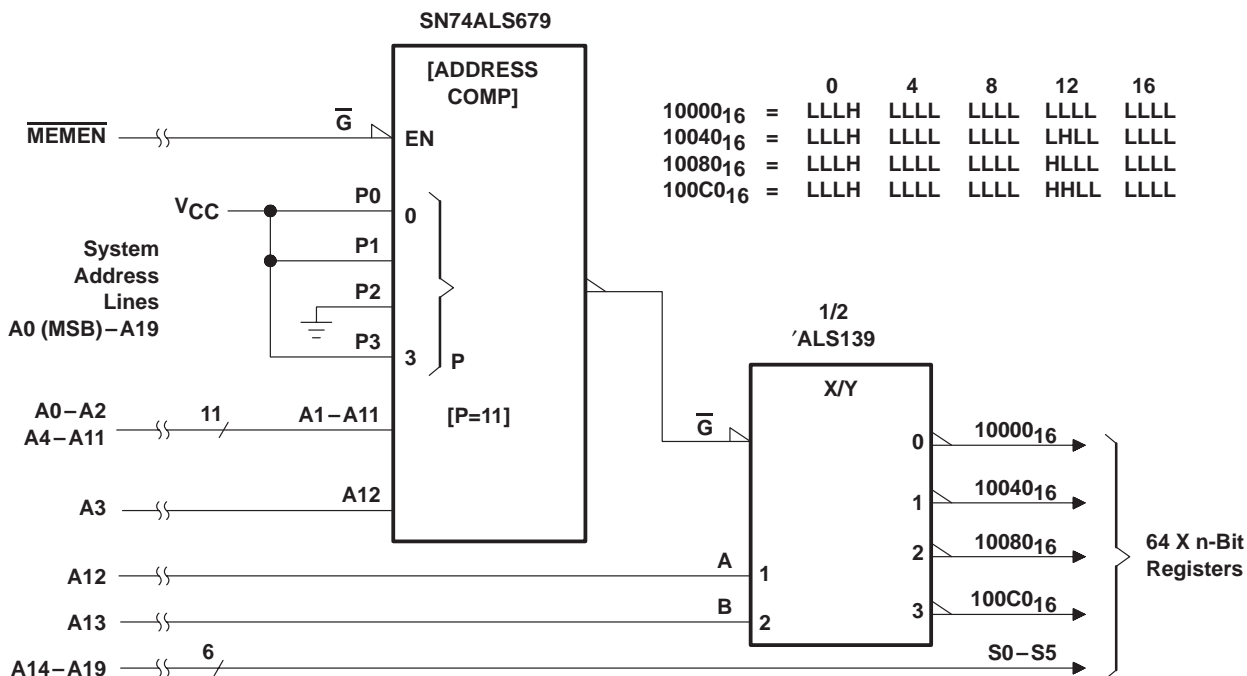 SN74ALS679
[ADDRESS
COMP]
MEMEN
G
EN
VCC
P0
0
P1
P2
P3
3
P
System
Address
Lines
A0 (MSB)–A19
A0–A2
A4–A11
11
A1–A11
[P=11]
A3
A12
A12
A
1
A13
B
2
A14–A19
6
S0–S5
0 4 8 12 16
10000₁₆ = LLLH LLLL LLLL LLLL LLLL
10040₁₆ = LLLH LLLL LLLL LHLL LLLL
10080₁₆ = LLLH LLLL LLLL HLLL LLLL
100C0₁₆ = LLLH LLLL LLLL HHLL LLLL
1/2
′ALS139
X/Y
G
0
10000₁₆
1
10040₁₆
2
10080₁₆
3
100C0₁₆
64 X n-Bit
Registers